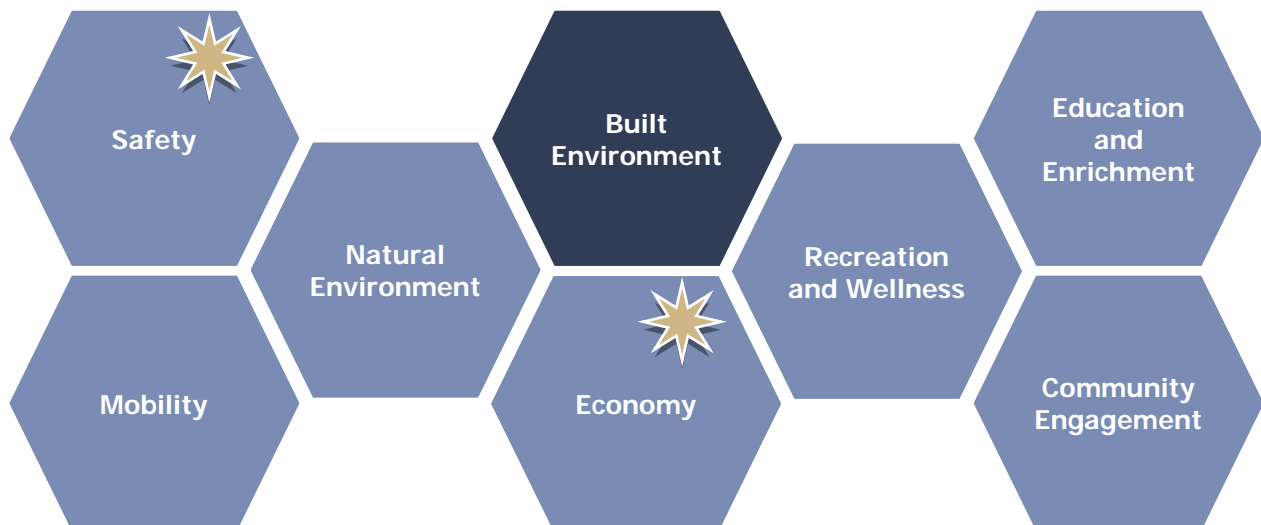 Safety
Mobility
Natural
Environment
Built
Environment
Economy
Recreation
and Wellness
Education
and
Enrichment
Community
Engagement